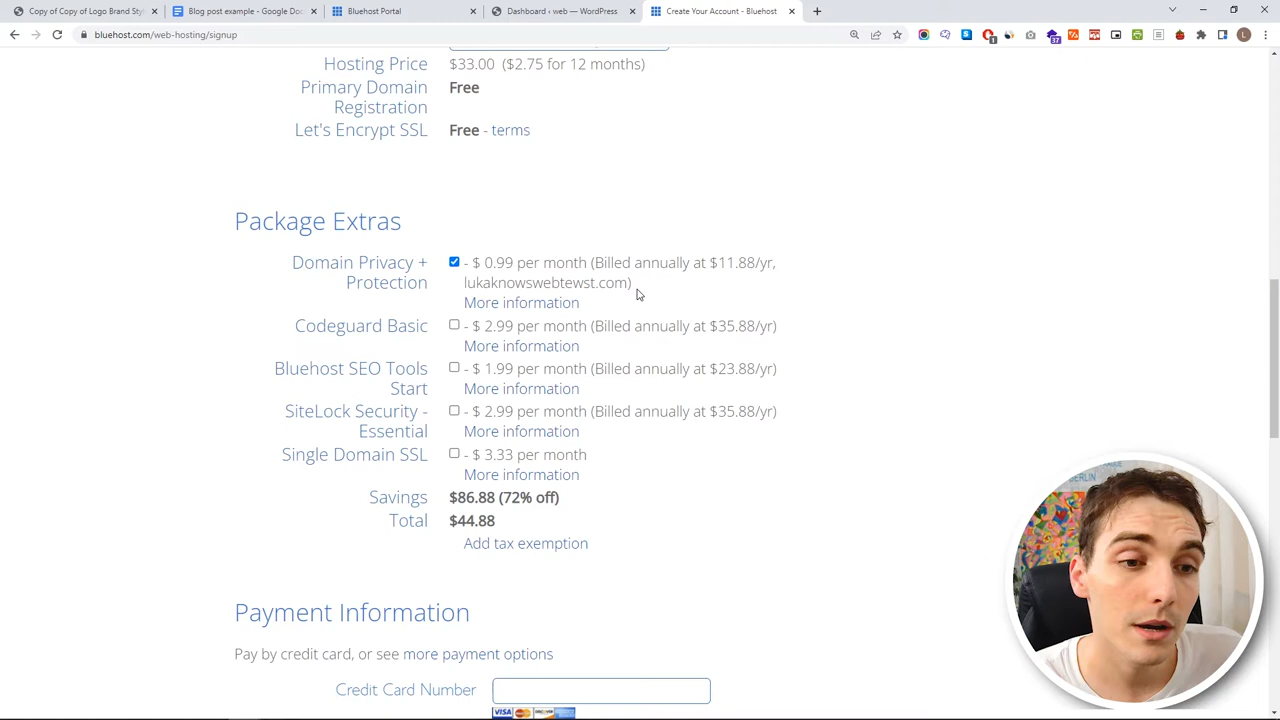 Copy of Copy of Logo Brand Sty
Blog post example - Google Doc
Bluehost Portal
Dashboard ‹ web — WordPress
Create Your Account - Bluehost
bluehost.com/web-hosting/signup
1
37
L
Hosting Price $33.00 ($2.75 for 12 months)
Primary Domain Registration Free
Let's Encrypt SSL Free - terms
Package Extras
Domain Privacy + - $ 0.99 per month (Billed annually at $11.88/yr,
Protection lukaknowswebtewst.com)
More information
Codeguard Basic - $ 2.99 per month (Billed annually at $35.88/yr)
More information
Bluehost SEO Tools - $ 1.99 per month (Billed annually at $23.88/yr)
Start More information
SiteLock Security - - $ 2.99 per month (Billed annually at $35.88/yr)
Essential More information
Single Domain SSL - $ 3.33 per month
More information
Savings $86.88 (72% off)
Total $44.88
Add tax exemption
Payment Information
Pay by credit card, or see more payment options
Credit Card Number
VISA
BERLIN